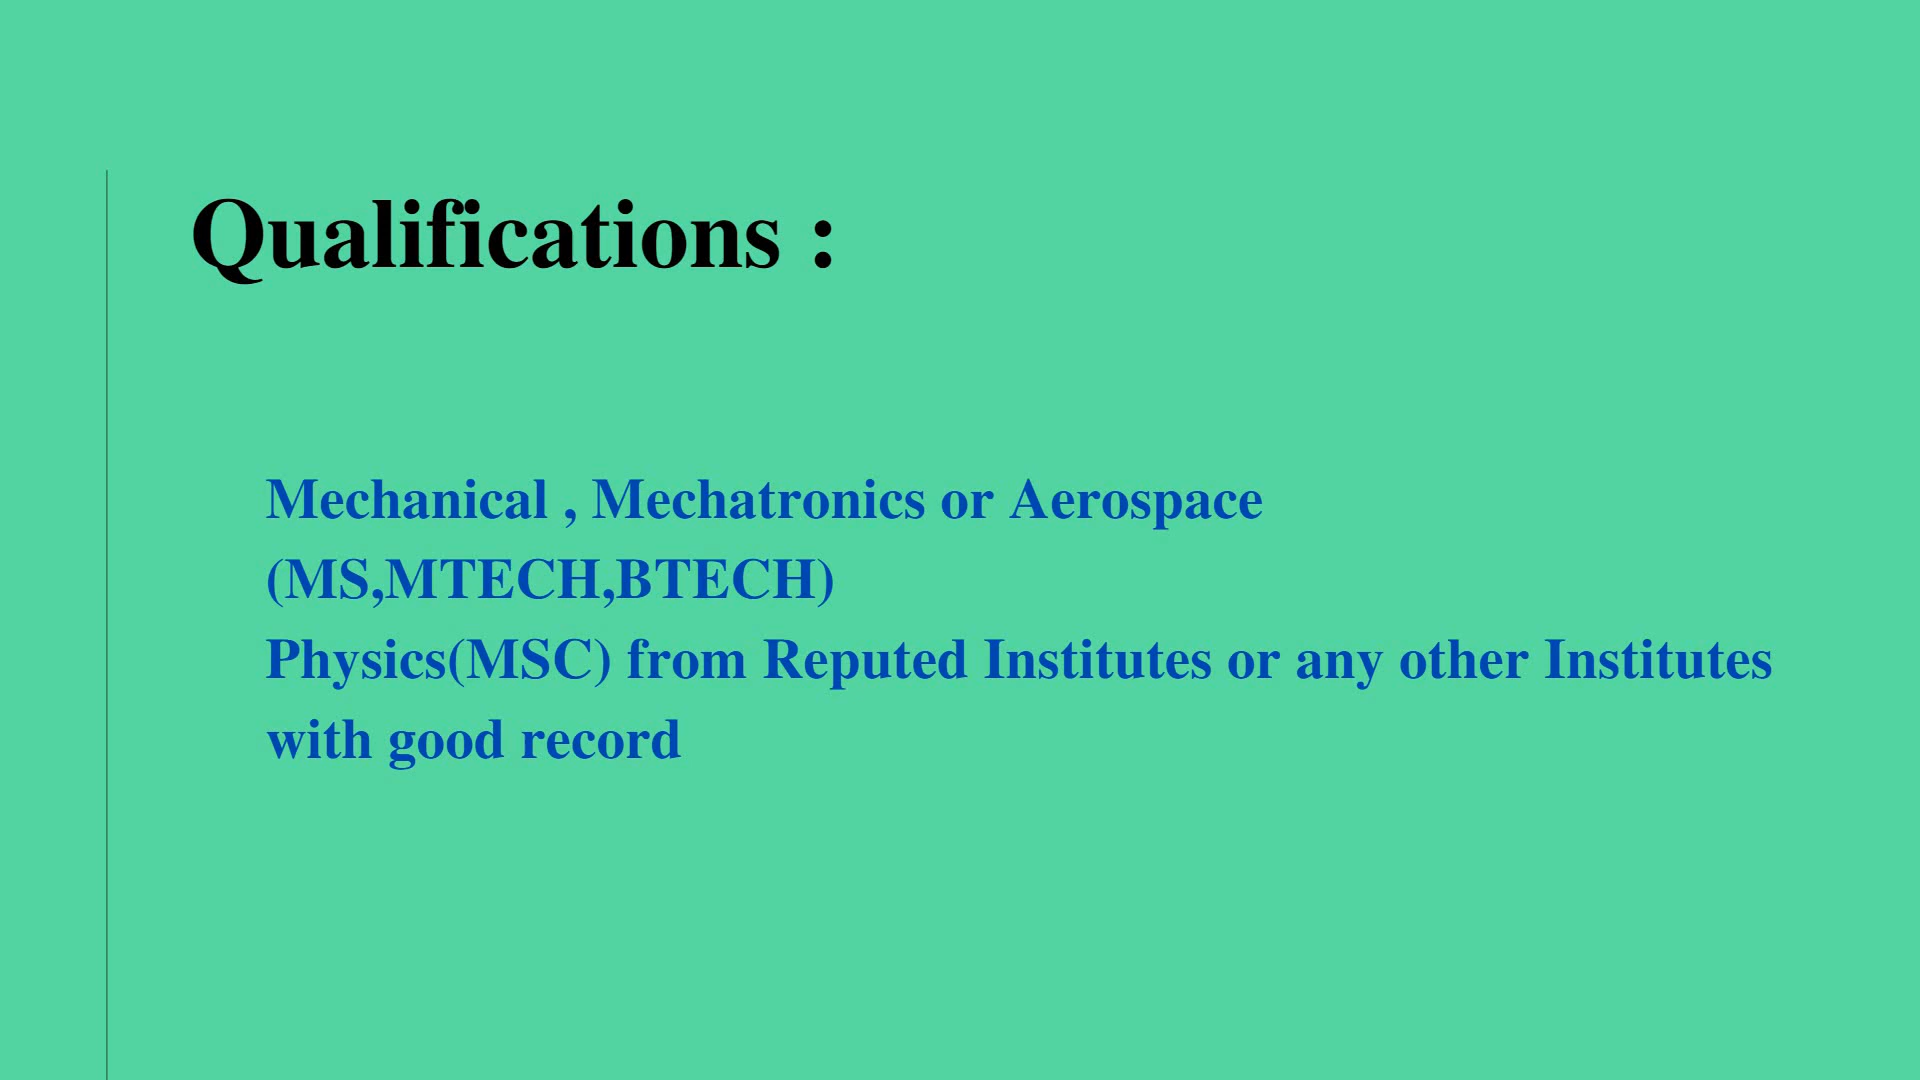 Qualifications :
Mechanical , Mechatronics or Aerospace
(MS,MTECH,BTECH)
Physics(MSC) from Reputed Institutes or any other Institutes
with good record